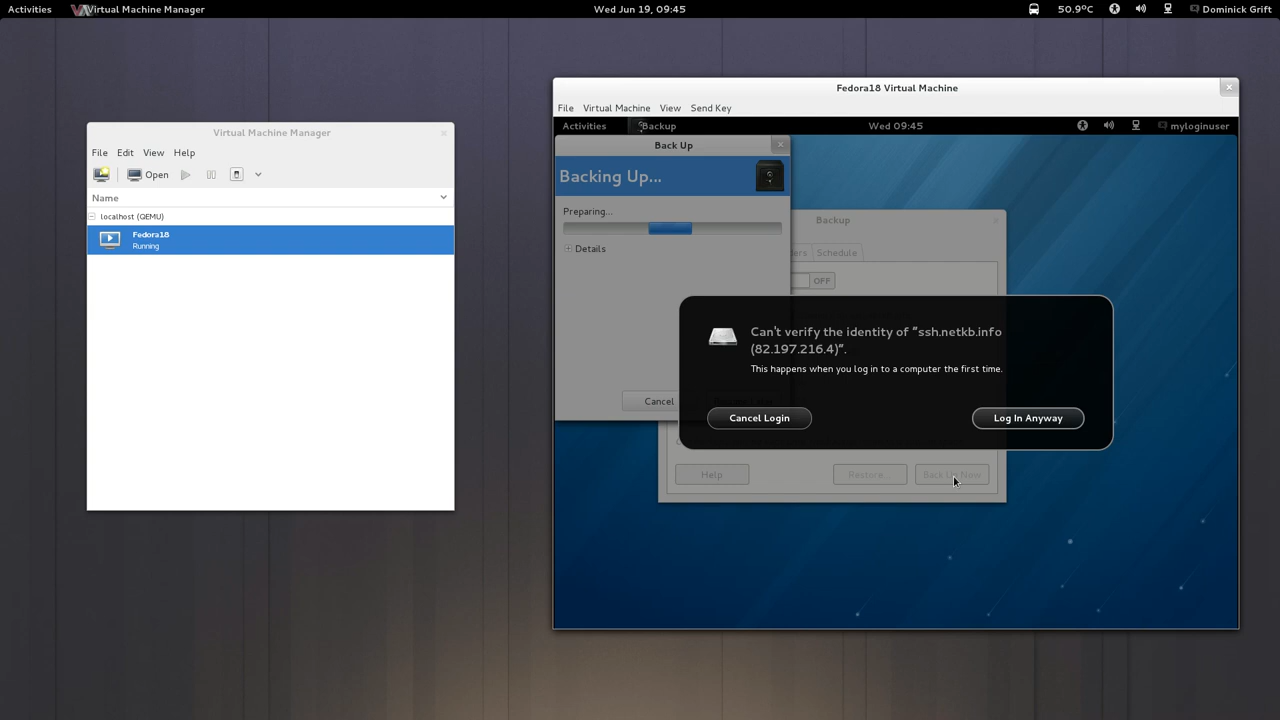 Activities
Virtual Machine Manager
Wed Jun 19, 09:45
50.9°C
Dominick Grift
Virtual Machine Manager
File Edit View Help
Open
Name
localhost (QEMU)
Fedora18
Running
Fedora18 Virtual Machine
File Virtual Machine View Send Key
Activities
Backup
Wed 09:45
myloginuser
Back Up
Backing Up...
Preparing...
Details
Cancel
Backup
Schedule
OFF
Can't verify the identity of “ssh.netkb.info
(82.197.216.4)”.
This happens when you log in to a computer the first time.
Cancel Login
Log In Anyway
Help
Restore...
Back Up Now